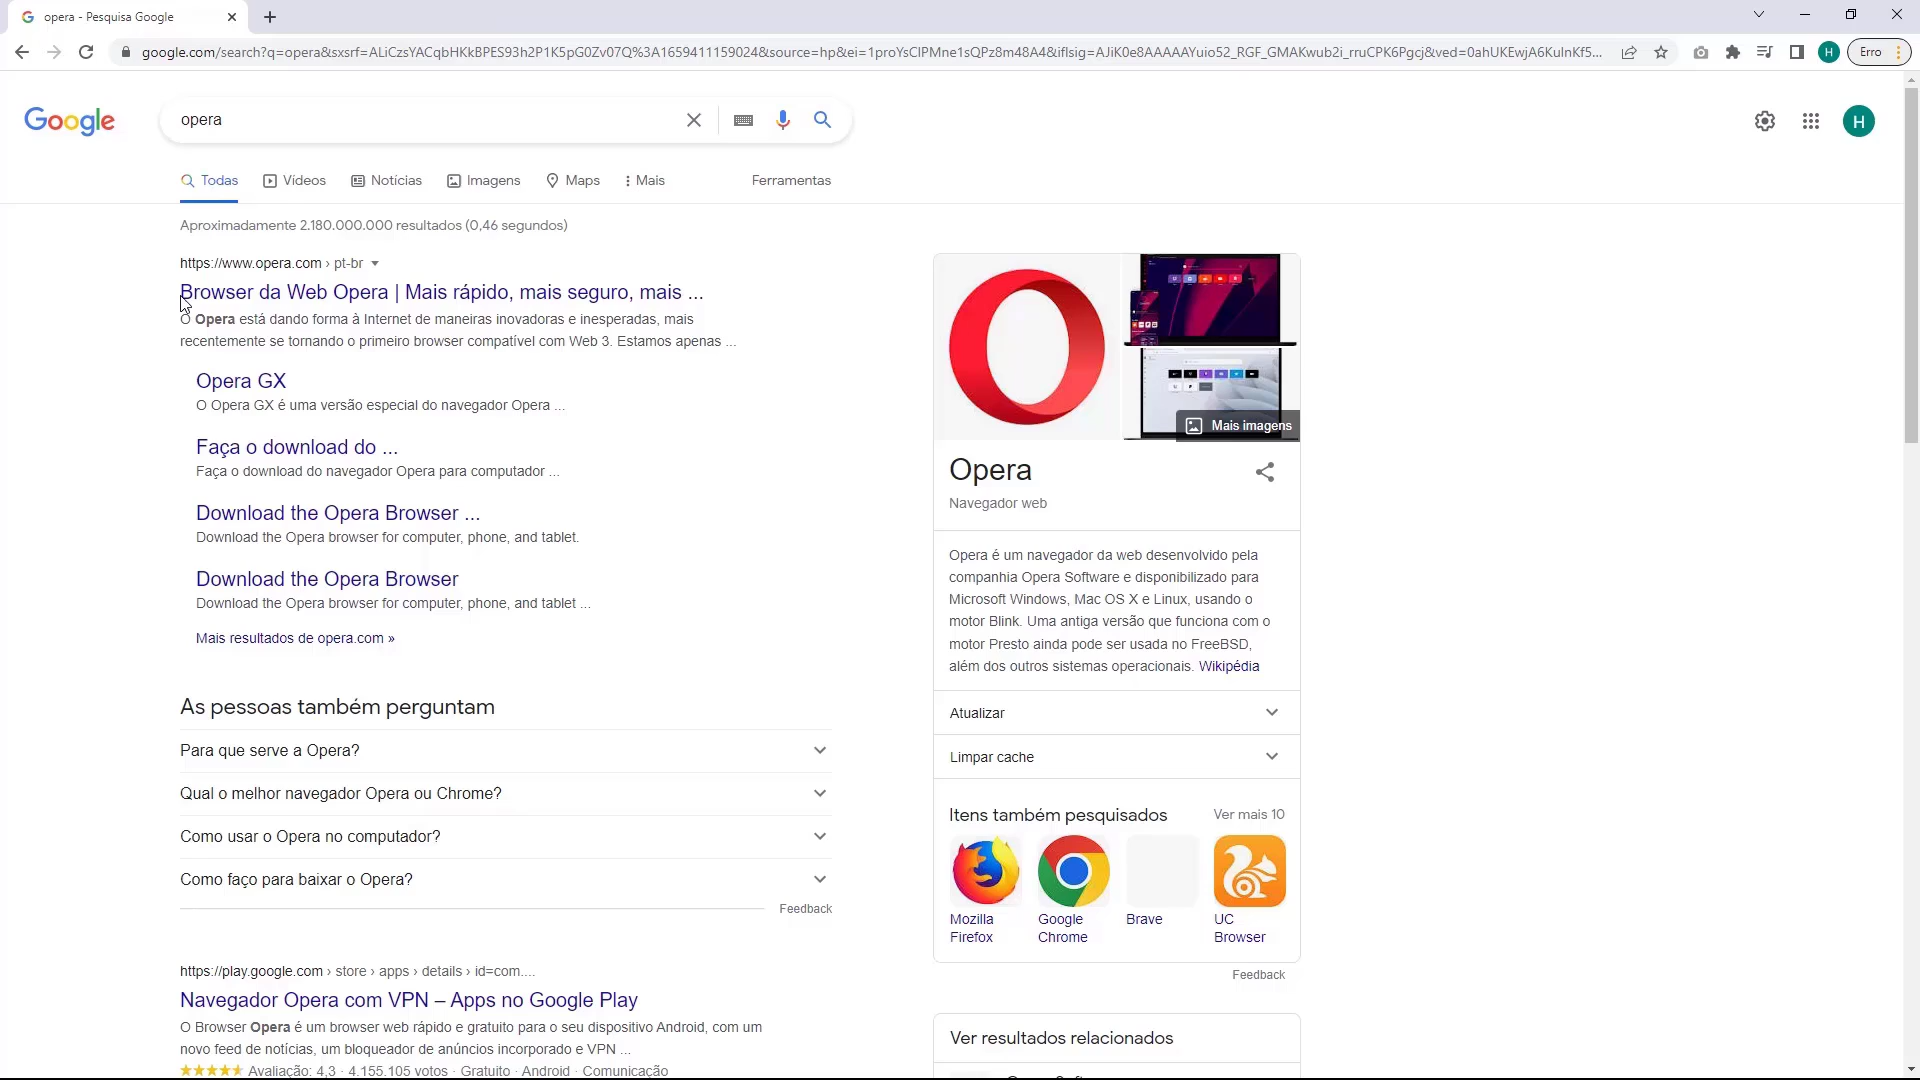 opera - Pesquisa Google
google.com/search?q=opera&sxsrf=ALiCzsYACqbHKkBPES93h2P1K5pG0Zv07Q%3A1659411159024&source=hp&ei=1proYsClPMne1sQPz8m48A4&iflsig=AJiK0e8AAAAAYuio52_RGF_GMAKwub2i_rruCPK6Pgcj&ved=0ahUKEwjA6KulnKf5...
H
Erro
Google
opera
H
Todas
Vídeos
Notícias
Imagens
Maps
Mais
Ferramentas
Aproximadamente 2.180.000.000 resultados (0,46 segundos)
https://www.opera.com › pt-br
Browser da Web Opera | Mais rápido, mais seguro, mais ...
O Opera está dando forma à Internet de maneiras inovadoras e inesperadas, mais
recentemente se tornando o primeiro browser compatível com Web 3. Estamos apenas ...
Opera GX
O Opera GX é uma versão especial do navegador Opera ...
Faça o download do ...
Faça o download do navegador Opera para computador ...
Download the Opera Browser ...
Download the Opera browser for computer, phone, and tablet.
Download the Opera Browser
Download the Opera browser for computer, phone, and tablet ...
Mais resultados de opera.com »
As pessoas também perguntam
Para que serve a Opera?
Qual o melhor navegador Opera ou Chrome?
Como usar o Opera no computador?
Como faço para baixar o Opera?
Feedback
https://play.google.com › store › apps › details › id=com....
Navegador Opera com VPN – Apps no Google Play
O Browser Opera é um browser web rápido e gratuito para o seu dispositivo Android, com um
novo feed de notícias, um bloqueador de anúncios incorporado e VPN ...
Avaliação: 4,3 · 4.155.105 votos · Gratuito · Android · Comunicação
Mais imagens
Opera
Navegador web
Opera é um navegador da web desenvolvido pela
companhia Opera Software e disponibilizado para
Microsoft Windows, Mac OS X e Linux, usando o
motor Blink. Uma antiga versão que funciona com o
motor Presto ainda pode ser usada no FreeBSD,
além dos outros sistemas operacionais. Wikipédia
Atualizar
Limpar cache
Itens também pesquisados
Ver mais 10
Mozilla
Firefox
Google
Chrome
Brave
UC
Browser
Feedback
Ver resultados relacionados